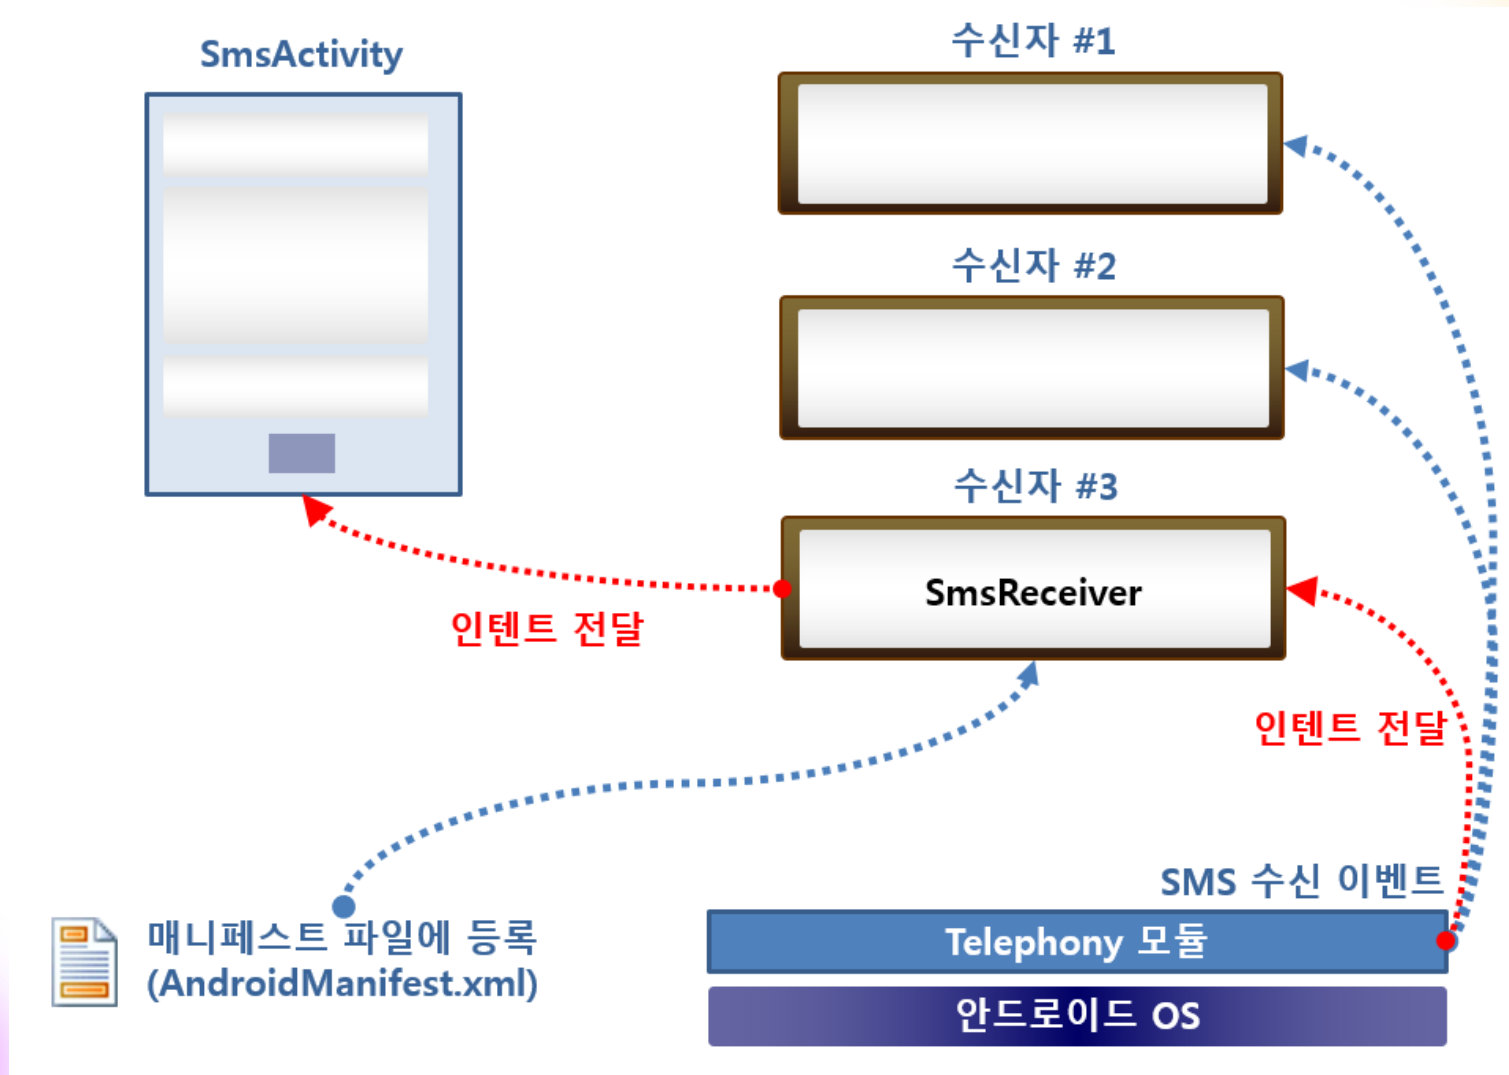 SmsActivity
수신자 #1
수신자 #2
수신자 #3
SmsReceiver
인텐트 전달
인텐트 전달
SMS 수신 이벤트
매니페스트 파일에 등록
(AndroidManifest.xml)
Telephony 모듈
안드로이드 OS